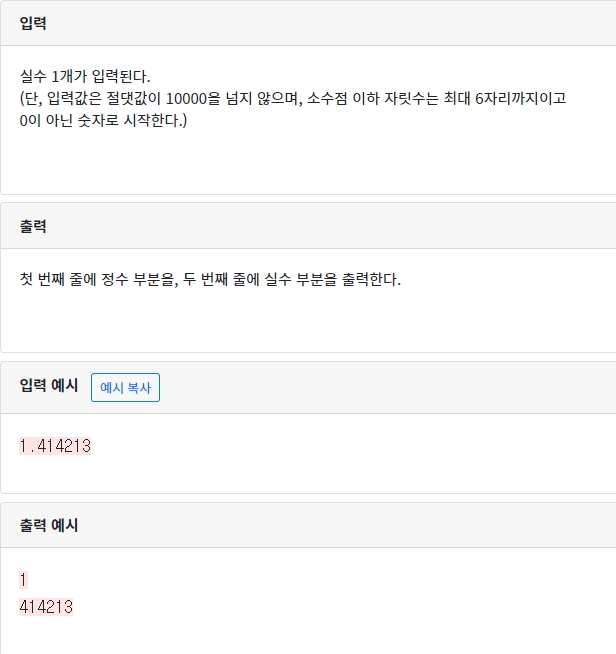 입력
실수 1개가 입력된다.
(단, 입력값은 절댓값이 10000을 넘지 않으며, 소수점 이하 자릿수는 최대 6자리까지이고
0이 아닌 숫자로 시작한다.)
출력
첫 번째 줄에 정수 부분을, 두 번째 줄에 실수 부분을 출력한다.
입력 예시 예시 복사
1.414213
출력 예시
1
414213